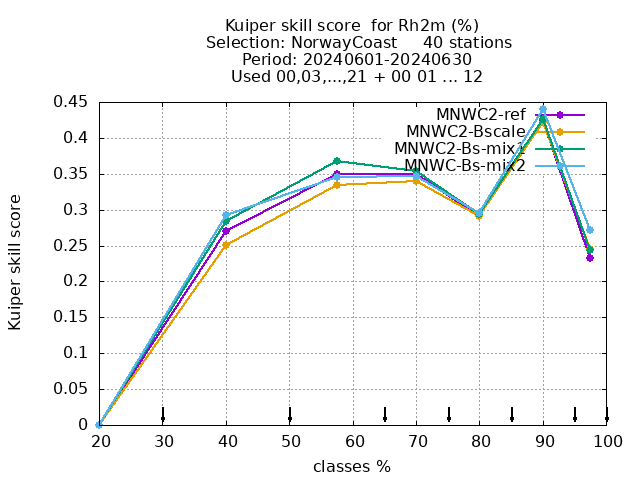 Kuiper skill score  for Rh2m (%)
Selection: NorwayCoast     40 stations
Period: 20240601-20240630
Used 00,03,...,21 + 00 01 ... 12
MNWC2-ref
MNWC2-Bscale
MNWC2-Bs-mix1
MNWC-Bs-mix2
Kuiper skill score
0.45
0.4
0.35
0.3
0.25
0.2
0.15
0.1
0.05
0
20 30 40 50 60 70 80 90 100
classes %